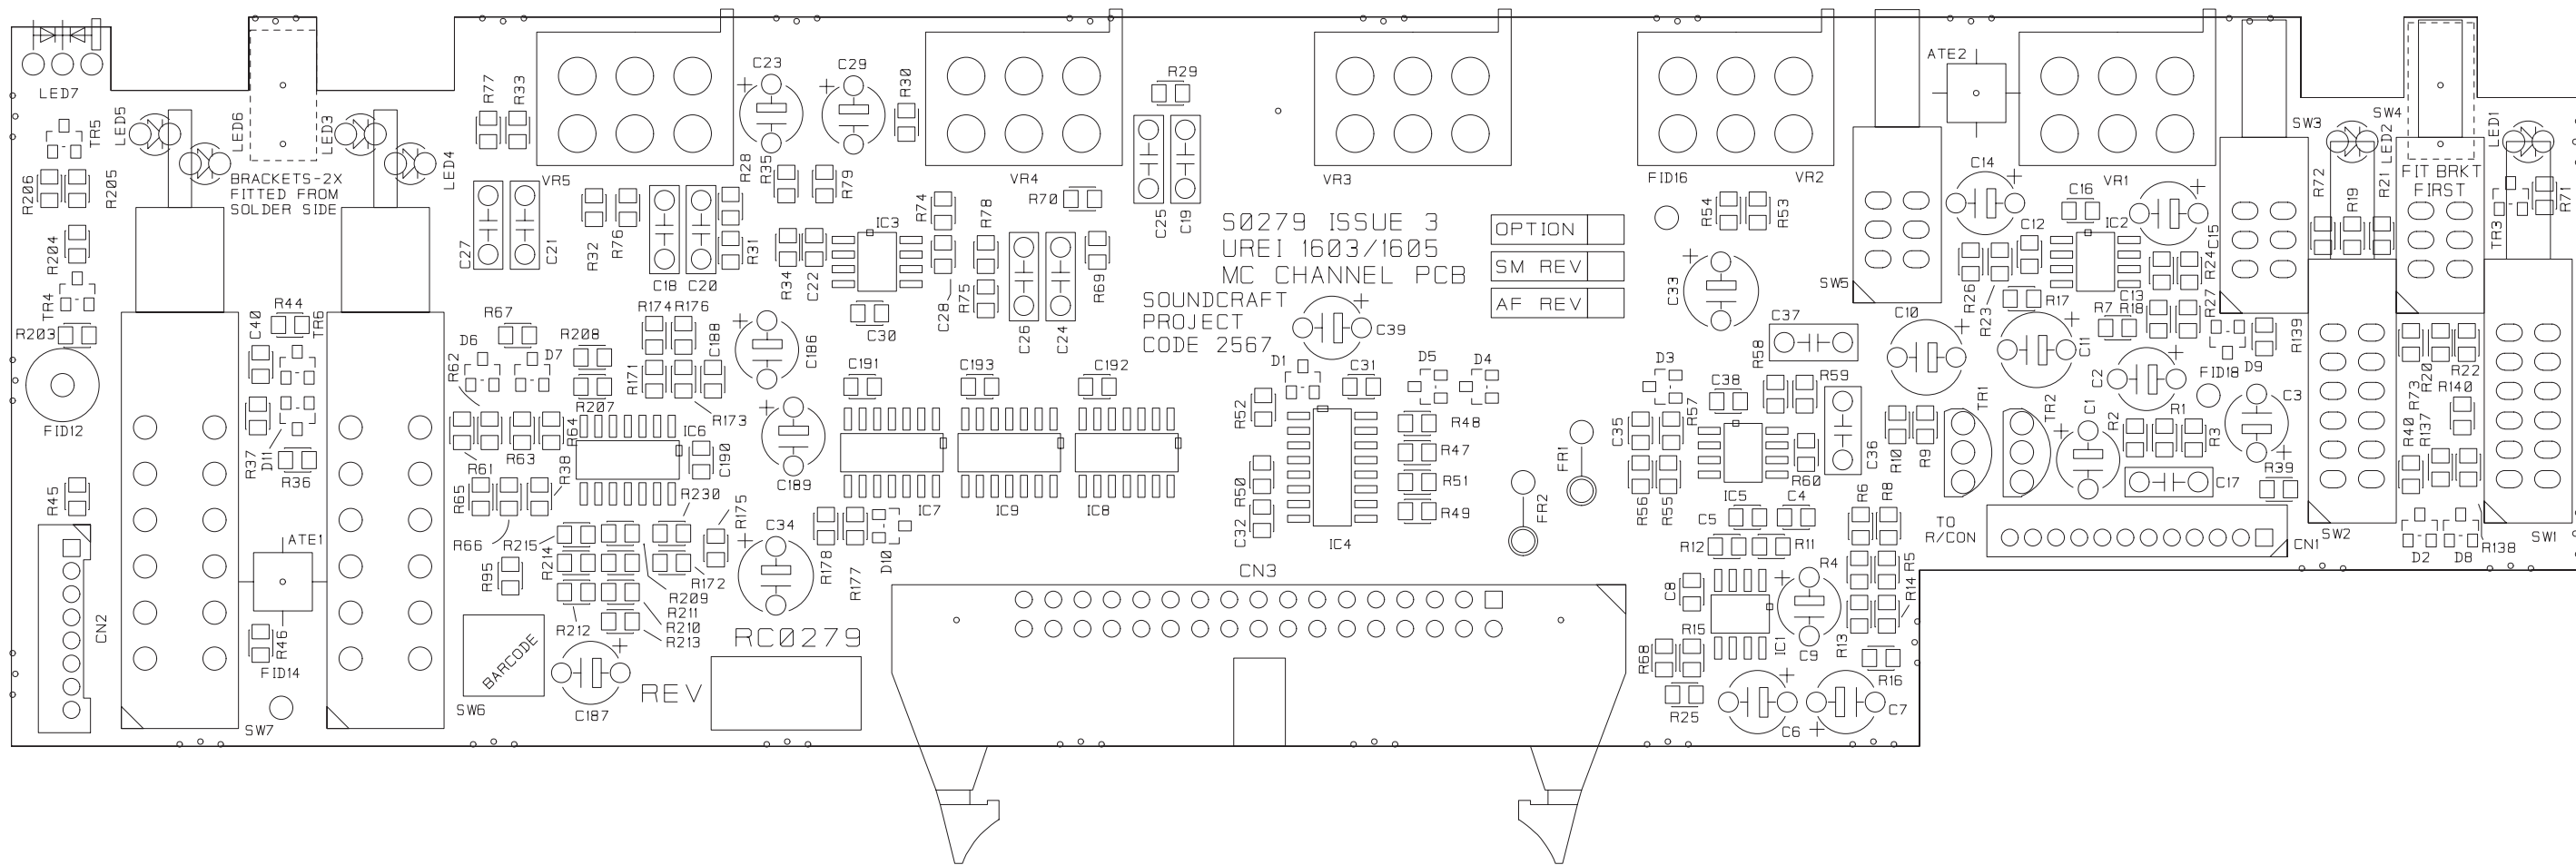 LED7
LED5
LED6
LED3
LED4
TR5
R206
R205
BRACKETS-2X
FITTED FROM
SOLDER SIDE
R204
TR4
R203
C40
R44
TR6
FID12
R37
D11
R36
R45
ATE1
CN2
R46
FID14
SW7
R77
R33
VR5
C23
C29
R30
R28
R35
R79
C27
C21
R32
R76
C18
C20
R31
R34
C22
IC3
C30
R74
C28
R78
R75
VR4
R70
C26
C24
R69
R29
C25
C19
R67
D6
D7
R62
R208
R207
R174
R176
C188
R171
R173
C186
R64
R61
R63
R38
IC6
C190
C189
R65
R66
R215
R214
R230
R175
C34
R95
R172
R209
R211
R210
R213
R212
C187
SW6
BARCODE
REV
RC0279
C191
C193
C192
IC7
IC9
IC8
R178
R177
D10
VR3
S0279 ISSUE 3
UREI 1603/1605
MC CHANNEL PCB
SOUNDCRAFT
PROJECT
CODE 2567
OPTION
SM REV
AF REV
C39
D1
C31
D5
D4
R52
R48
R47
R51
R49
R50
C32
IC4
FR1
FR2
CN3
FID16
VR2
R54
R53
C33
C37
R58
D3
C38
R59
R57
C35
C36
R60
R56
R55
IC5
C4
C5
R12
R11
R6
R8
C8
R4
R5
R14
R15
IC1
C9
R13
R68
R16
R25
C6
C7
ATE2
SW5
C14
C16
VR1
IC2
C12
C15
R26
R23
R17
R7
C13
R18
R24
R27
C10
C11
C2
D9
R139
FID18
TR1
TR2
R10
R9
C1
R2
R1
R3
C3
C17
R39
TO
R/CON
CN1
SW3
SW4
LED2
LED1
FIT BRKT
FIRST
R72
R19
R21
TR3
R71
R73
R20
R22
R140
R40
R137
SW2
D2
D8
R138
SW1